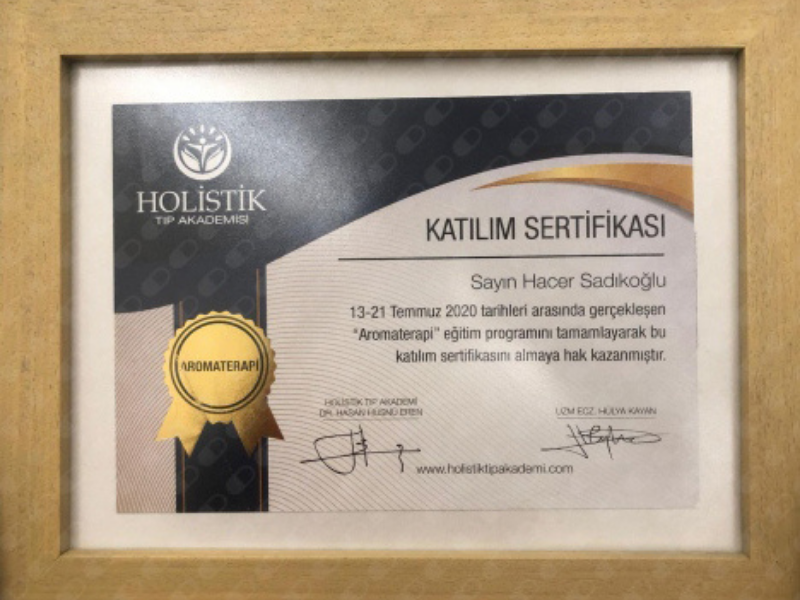 HOLİSTİK
TIP AKADEMİSİ
KATILIM SERTİFİKASI
Sayın Hacer Sadıkoğlu
13-21 Temmuz 2020 tarihleri arasında gerçekleşen
“Aromaterapi” eğitim programını tamamlayarak bu
katılım sertifikasını almaya hak kazanmıştır.
AROMATERAPİ
HOLİSTİK TIP AKADEMİ
DR. HASAN HÜSNÜ EREN
UZM ECZ. HÜLYA KAYAN
www.holistiktipakademi.com